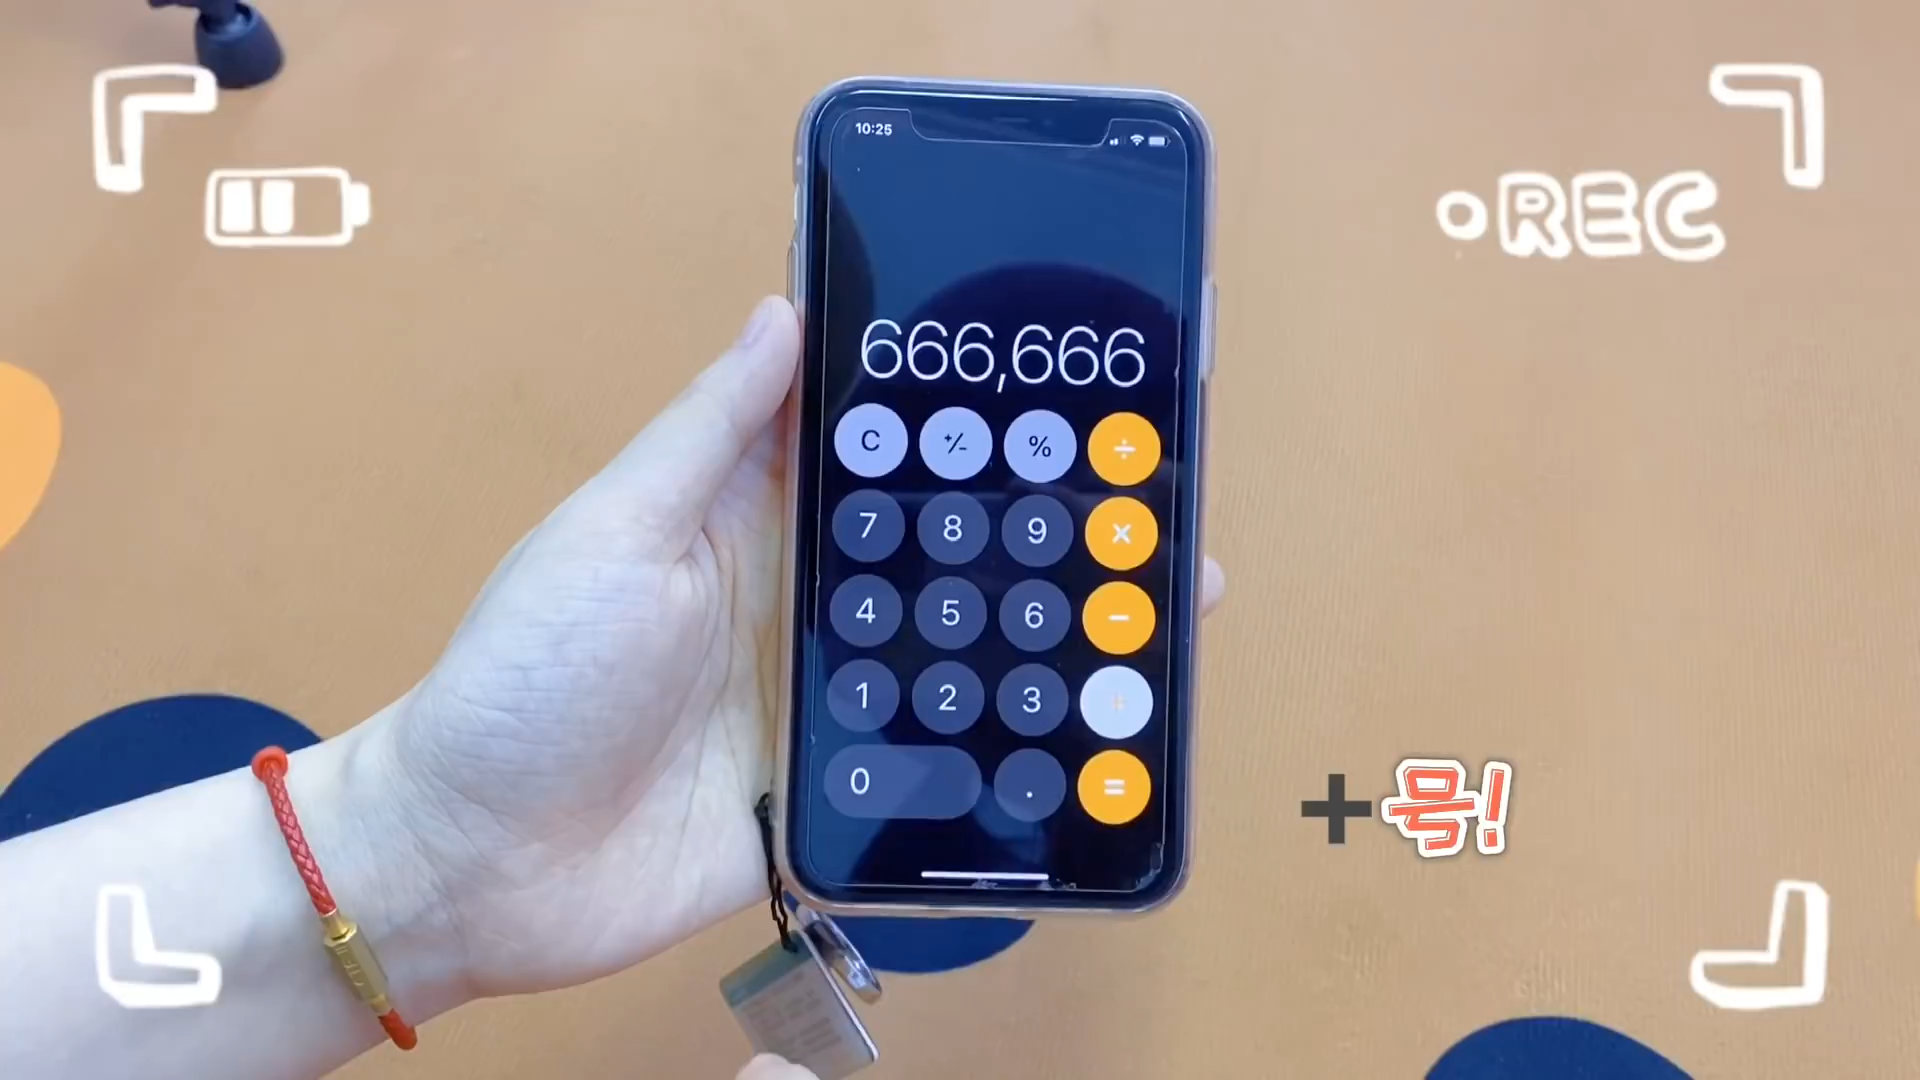 10:25
REC
666,666
C +/- % ÷
7 8 9 ×
4 5 6 −
1 2 3 +
0 . =
+号!